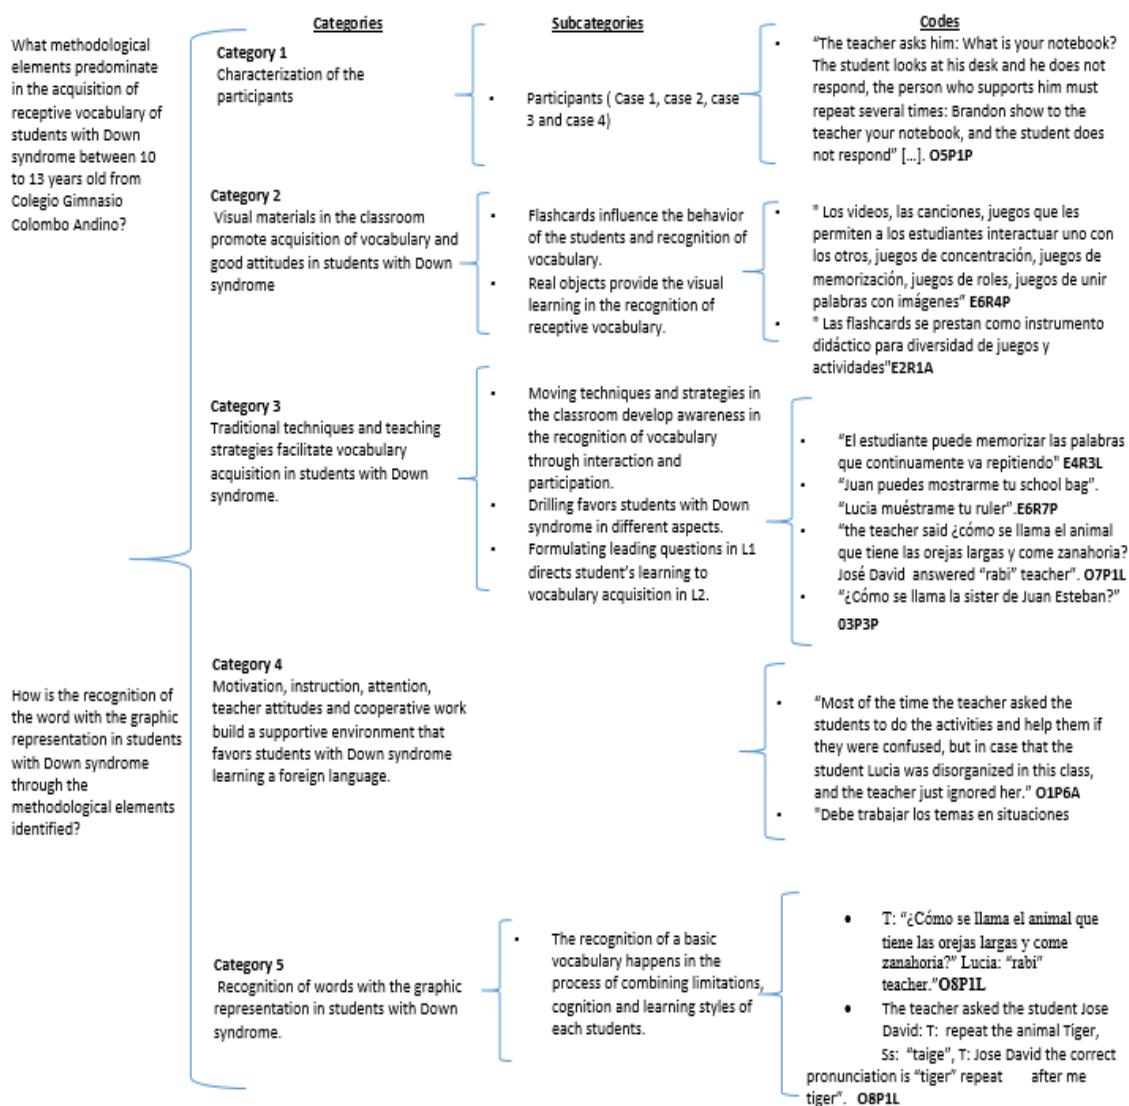 Categories
Subcategories
Codes
What methodological
elements predominate
in the acquisition of
receptive vocabulary of
students with Down
syndrome between 10
to 13 years old from
Colegio Gimnasio
Colombo Andino?
How is the recognition of
the word with the graphic
representation in students
with Down syndrome
through the
methodological elements
identified?
Category 1
Characterization of the
participants
▪ Participants ( Case 1, case 2, case
3 and case 4)
▪ “The teacher asks him: What is your notebook?
The student looks at his desk and he does not
respond, the person who supports him must
repeat several times: Brandon show to the
teacher your notebook, and the student does
not respond” [...]. O5P1P
Category 2
Visual materials in the classroom
promote acquisition of vocabulary and
good attitudes in students with Down
syndrome
▪ Flashcards influence the behavior
of the students and recognition of
vocabulary.
▪ Real objects provide the visual
learning in the recognition of
receptive vocabulary.
▪ " Los videos, las canciones, juegos que les
permiten a los estudiantes interactuar uno con
los otros, juegos de concentración, juegos de
memorización, juegos de roles, juegos de unir
palabras con imágenes” E6R4P
▪ " Las flashcards se prestan como instrumento
didáctico para diversidad de juegos y
actividades"E2R1A
Category 3
Traditional techniques and teaching
strategies facilitate vocabulary
acquisition in students with Down
syndrome.
▪ Moving techniques and strategies in
the classroom develop awareness in
the recognition of vocabulary
through interaction and
participation.
▪ Drilling favors students with Down
syndrome in different aspects.
▪ Formulating leading questions in L1
directs student’s learning to
vocabulary acquisition in L2.
▪ “El estudiante puede memorizar las palabras
que continuamente va repitiendo" E4R3L
▪ “Juan puedes mostrarme tu school bag”.
“Lucia muéstrame tu ruler”.E6R7P
▪ “the teacher said ¿cómo se llama el animal
que tiene las orejas largas y come zanahoria?
José David answered “rabi” teacher”. O7P1L
▪ “¿Cómo se llama la sister de Juan Esteban?”
03P3P
Category 4
Motivation, instruction, attention,
teacher attitudes and cooperative work
build a supportive environment that
favors students with Down syndrome
learning a foreign language.
▪ “Most of the time the teacher asked the
students to do the activities and help them if
they were confused, but in case that the
student Lucia was disorganized in this class,
and the teacher just ignored her.” O1P6A
▪ "Debe trabajar los temas en situaciones
Category 5
Recognition of words with the graphic
representation in students with Down
syndrome.
▪ The recognition of a basic
vocabulary happens in the
process of combining limitations,
cognition and learning styles of
each students.
• T: “¿Cómo se llama el animal que
tiene las orejas largas y come
zanahoria?” Lucia: “rabi”
teacher.”O8P1L
• The teacher asked the student Jose
David: T: repeat the animal Tiger,
Ss: “taige”, T: Jose David the correct
pronunciation is “tiger” repeat after me
tiger”. O8P1L